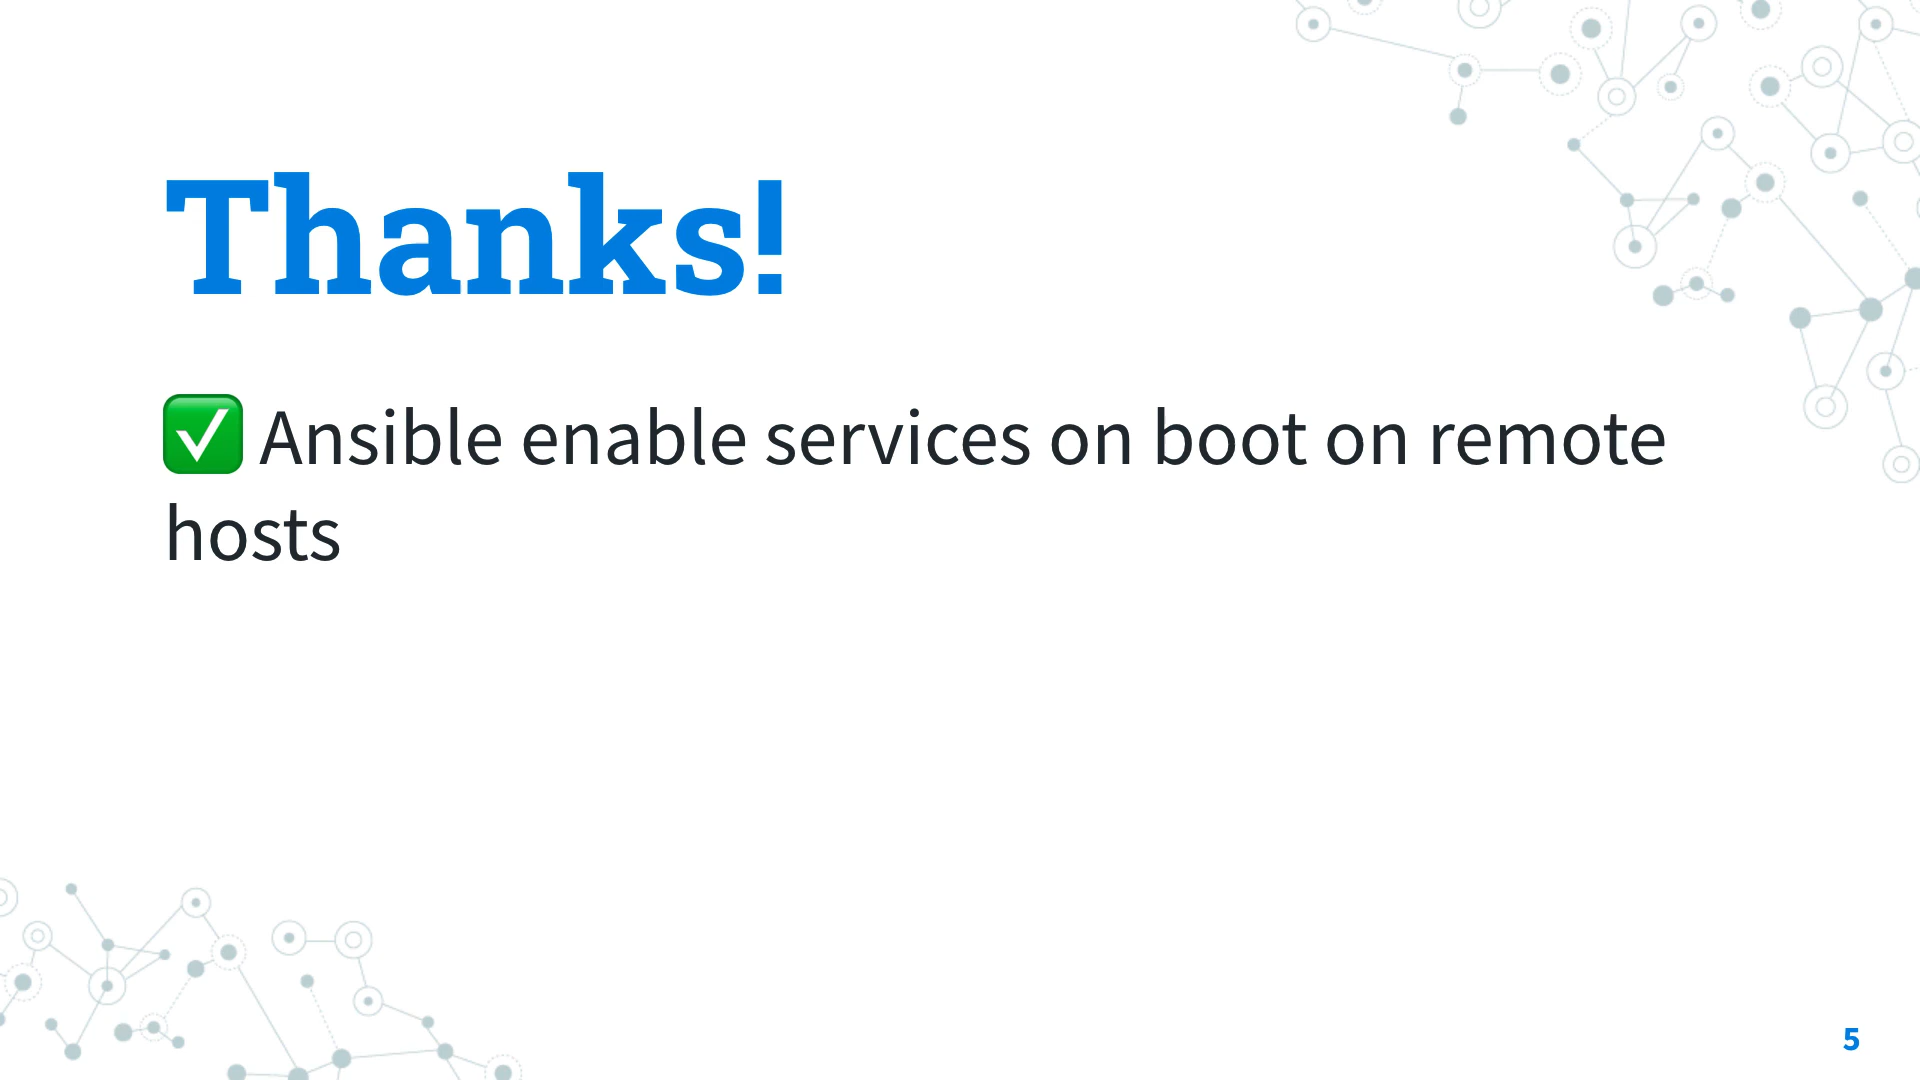 Thanks!
✅ Ansible enable services on boot on remote
hosts
5